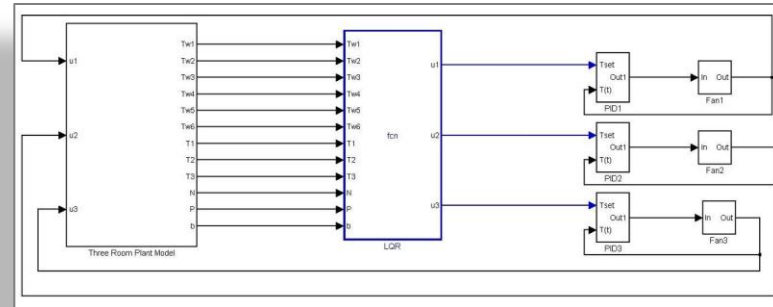 u1
u2
u3
Tw1
Tw2
Tw3
Tw4
Tw5
Tw6
T1
T2
T3
N
P
b
Three Room Plant Model
Tw1
Tw2
Tw3
Tw4
Tw5
Tw6
T1
T2
T3
N
P
b
fcn
u1
u2
u3
LQR
Tset
T(t)
Out1
PID1
In Out
Fan1
Tset
T(t)
Out1
PID2
In Out
Fan2
Tset
T(t)
Out1
PID3
In Out
Fan3